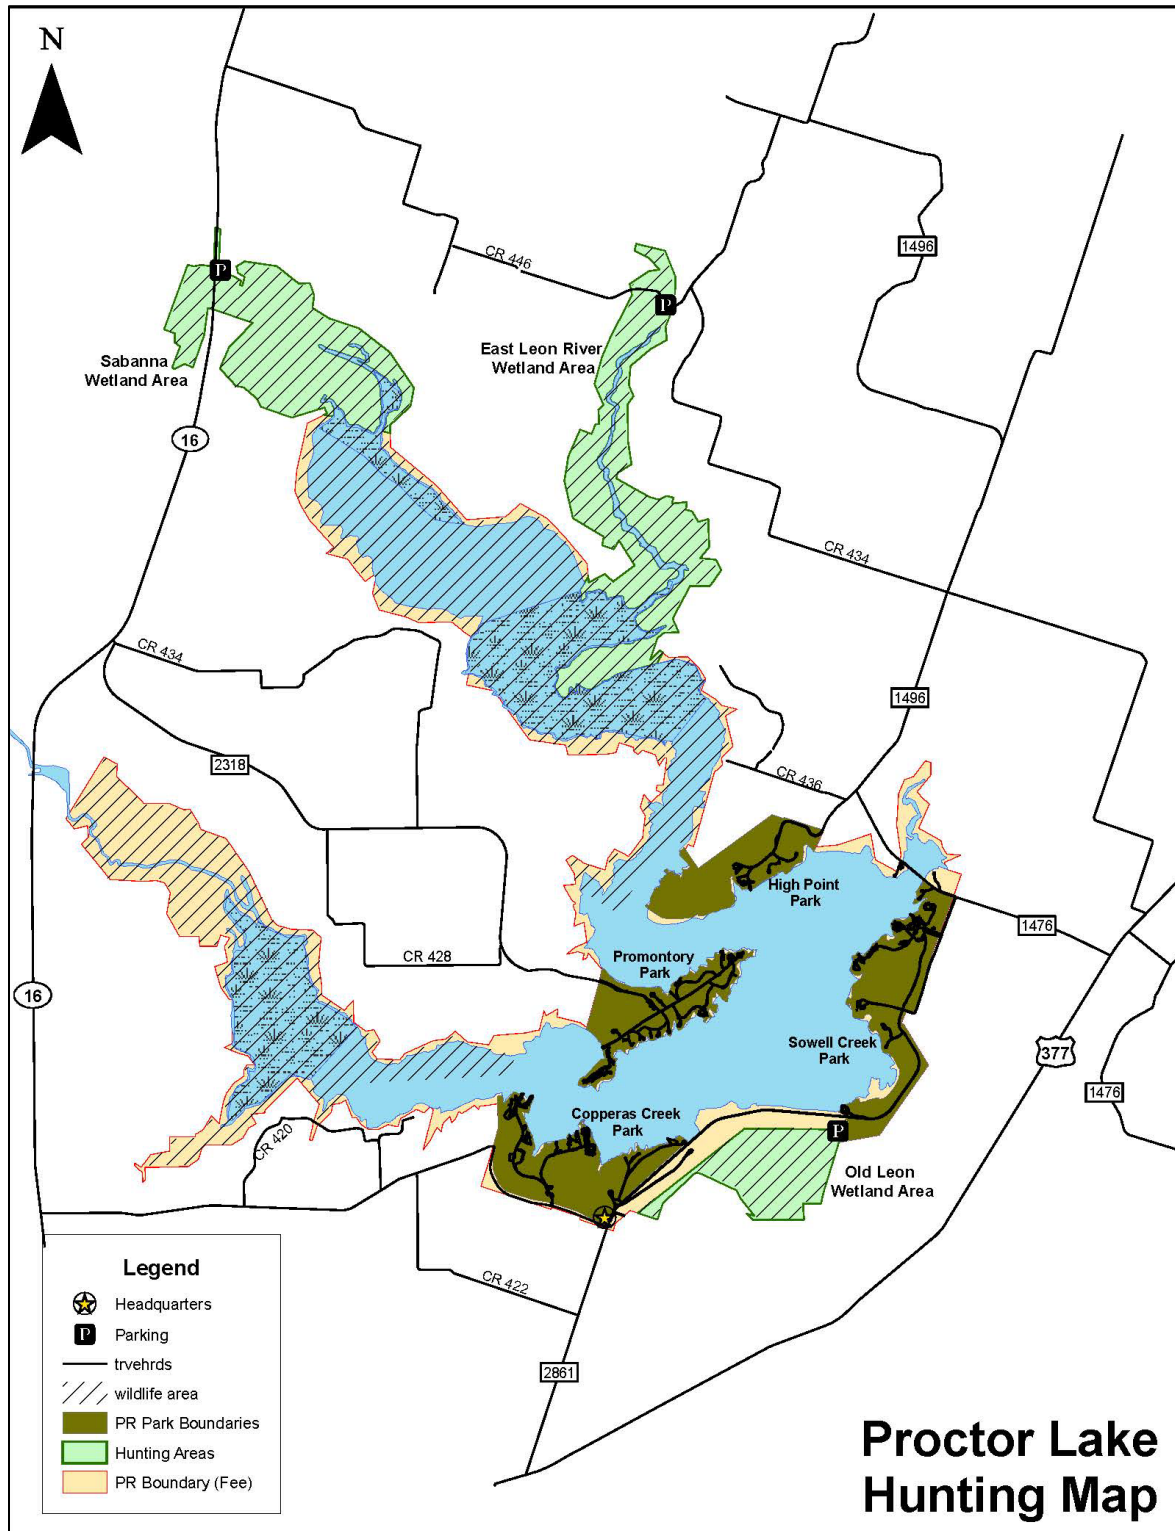 N
CR 446
1496
P
P
Sabanna
Wetland Area
East Leon River
Wetland Area
16
CR 434
CR 434
1496
2318
CR 436
High Point
Park
1476
CR 428
Promontory
Park
16
Sowell Creek
Park
377
1476
Copperas Creek
Park
P
CR 420
Old Leon
Wetland Area
CR 422
2861
Legend
Headquarters
P
Parking
trvehrds
wildlife area
PR Park Boundaries
Hunting Areas
PR Boundary (Fee)
Proctor Lake
Hunting Map